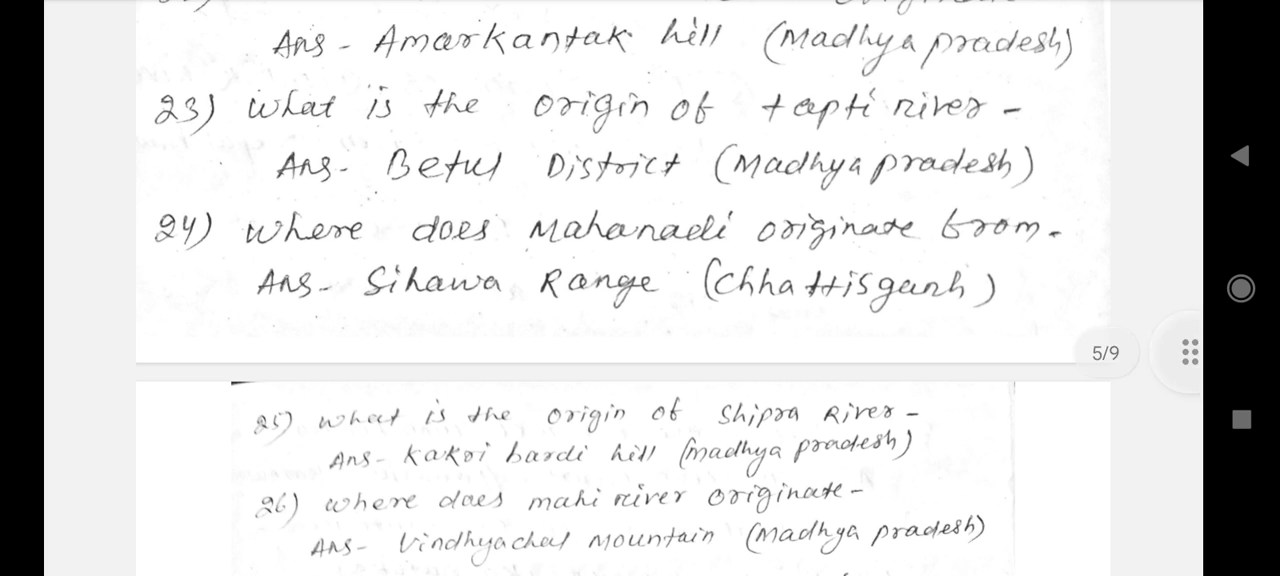 Ans - Amarkantak hill (Madhya pradesh)
23) what is the origin of tapti river -
Ans - Betul District (Madhya pradesh)
24) where does Mahanadi originate from.
Ans - Sihawa Range (Chhattisgarh)
5/9
25) what is the origin of Shipra River -
Ans - Kakri bardi hill (madhya pradesh)
26) where does mahi river originate -
Ans - Vindhyachal mountain (Madhya pradesh)